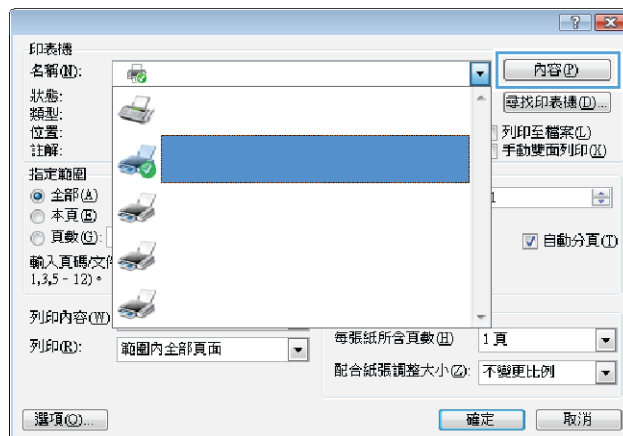 印表機
名稱(N):
內容(P)
狀態:
尋找印表機(D)...
類型:
位置:
列印至檔案(L)
註解:
手動雙面列印(X)
指定範圍
全部(A)
1
本頁(E)
頁數(G):
自動分頁(T)
輸入頁碼/文件
1,3,5 - 12)。
列印內容(W)
每張紙所含頁數(H)
1 頁
列印(R):
範圍內全部頁面
配合紙張調整大小(Z):
不變更比例
選項(O)...
確定
取消